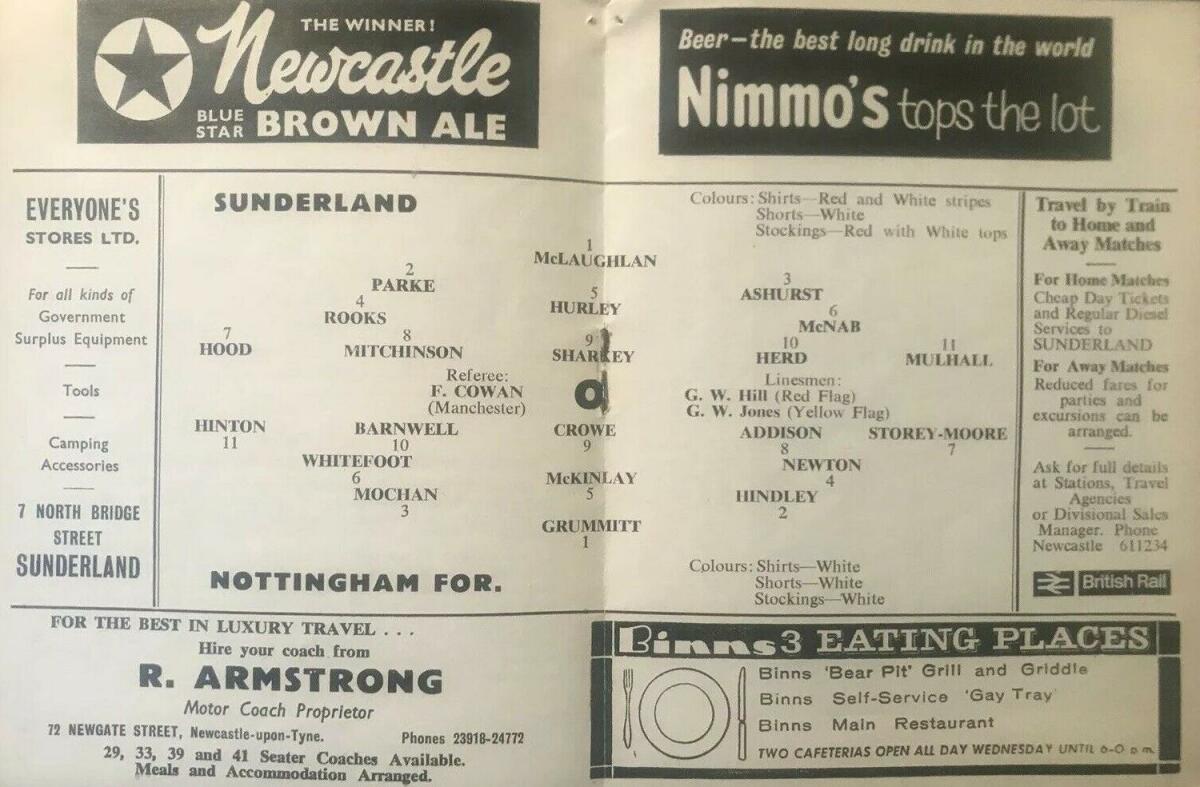 THE WINNER!
Newcastle
BLUE STAR BROWN ALE
Beer—the best long drink in the world
Nimmo's tops the lot
EVERYONE'S
STORES LTD.
For all kinds of
Government
Surplus Equipment
Tools
Camping
Accessories
7 NORTH BRIDGE
STREET
SUNDERLAND
SUNDERLAND
Colours: Shirts—Red and White stripes
Shorts—White
Stockings—Red with White tops
1
McLAUGHLAN
2
PARKE
3
ASHURST
4
ROOKS
5
HURLEY
6
McNAB
7
HOOD
8
MITCHINSON
9
SHARKEY
10
HERD
11
MULHALL
Referee:
F. COWAN
(Manchester)
Linesmen:
G. W. Hill (Red Flag)
G. W. Jones (Yellow Flag)
HINTON
11
BARNWELL
10
CROWE
9
ADDISON
8
STOREY-MOORE
7
WHITEFOOT
6
McKINLAY
5
NEWTON
4
MOCHAN
3
HINDLEY
2
GRUMMITT
1
NOTTINGHAM FOR.
Colours: Shirts—White
Shorts—White
Stockings—White
Travel by Train
to Home and
Away Matches
For Home Matches
Cheap Day Tickets
and Regular Diesel
Services to
SUNDERLAND
For Away Matches
Reduced fares for
parties and
excursions can be
arranged.
Ask for full details
at Stations, Travel
Agencies
or Divisional Sales
Manager. Phone
Newcastle 611234
British Rail
FOR THE BEST IN LUXURY TRAVEL . . .
Hire your coach from
R. ARMSTRONG
Motor Coach Proprietor
72 NEWGATE STREET, Newcastle-upon-Tyne. Phones 23918-24772
29, 33, 39 and 41 Seater Coaches Available.
Meals and Accommodation Arranged.
Binns 3 EATING PLACES
Binns 'Bear Pit' Grill and Griddle
Binns Self-Service 'Gay Tray'
Binns Main Restaurant
TWO CAFETERIAS OPEN ALL DAY WEDNESDAY UNTIL 6-0 p.m.